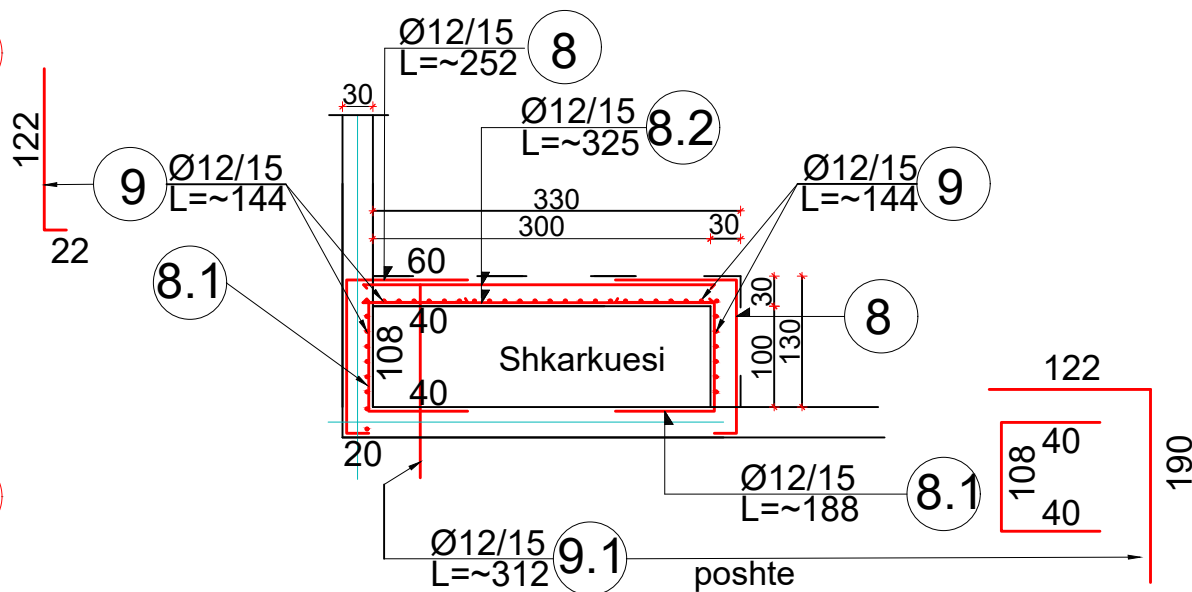 Ø12/15
L=~252
8
30
Ø12/15
L=~325
8.2
122
9
Ø12/15
L=~144
Ø12/15
L=~144
9
330
300
30
22
8.1
60
40
108
40
20
Shkarkuesi
30
100
130
8
122
40
108
40
190
Ø12/15
L=~188
8.1
Ø12/15
L=~312
9.1
poshte